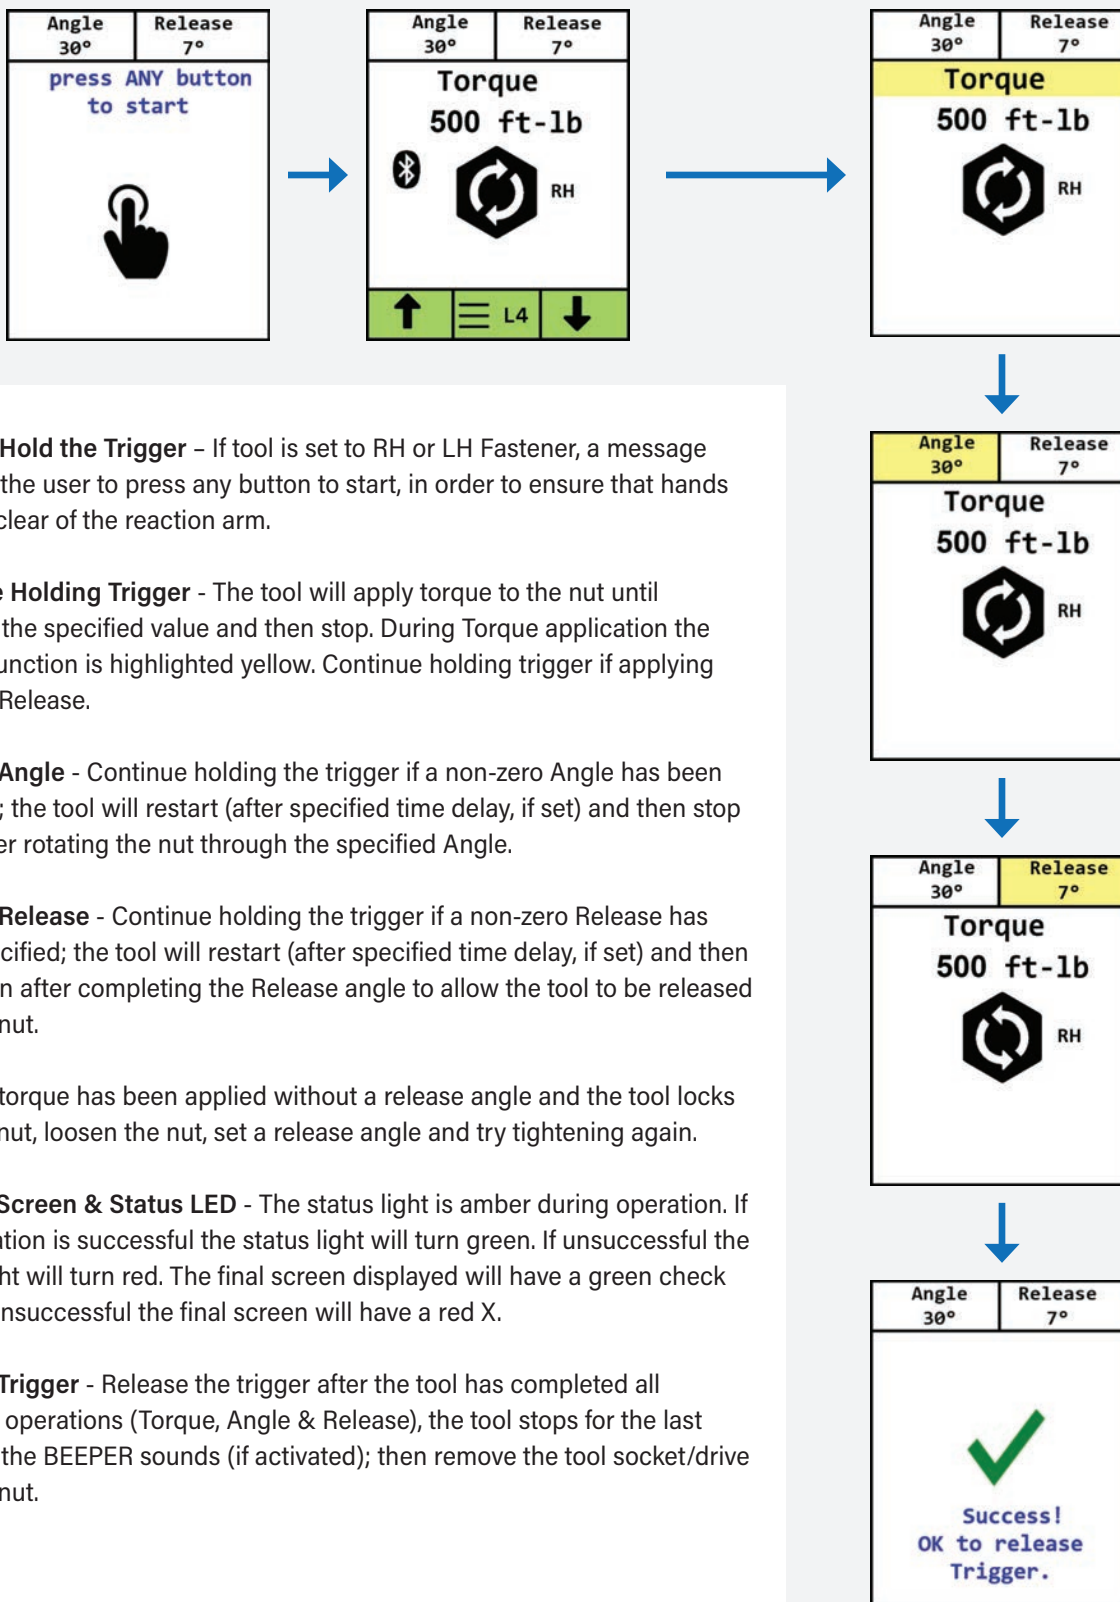 Angle
30°
Release
7°
press ANY button
to start
Angle
30°
Release
7°
Torque
500 ft-lb
RH
L4
Angle
30°
Release
7°
Torque
500 ft-lb
RH
Hold the Trigger – If tool is set to RH or LH Fastener, a message
the user to press any button to start, in order to ensure that hands
clear of the reaction arm.
Holding Trigger - The tool will apply torque to the nut until
the specified value and then stop. During Torque application the
unction is highlighted yellow. Continue holding trigger if applying
Release.
Angle - Continue holding the trigger if a non-zero Angle has been
; the tool will restart (after specified time delay, if set) and then stop
er rotating the nut through the specified Angle.
Release - Continue holding the trigger if a non-zero Release has
cified; the tool will restart (after specified time delay, if set) and then
n after completing the Release angle to allow the tool to be released
nut.
torque has been applied without a release angle and the tool locks
nut, loosen the nut, set a release angle and try tightening again.
Screen & Status LED - The status light is amber during operation. If
ation is successful the status light will turn green. If unsuccessful the
ht will turn red. The final screen displayed will have a green check
nsuccessful the final screen will have a red X.
Trigger - Release the trigger after the tool has completed all
operations (Torque, Angle & Release), the tool stops for the last
the BEEPER sounds (if activated); then remove the tool socket/drive
nut.
Angle
30°
Release
7°
Torque
500 ft-lb
RH
Angle
30°
Release
7°
Torque
500 ft-lb
RH
Angle
30°
Release
7°
Success!
OK to release
Trigger.